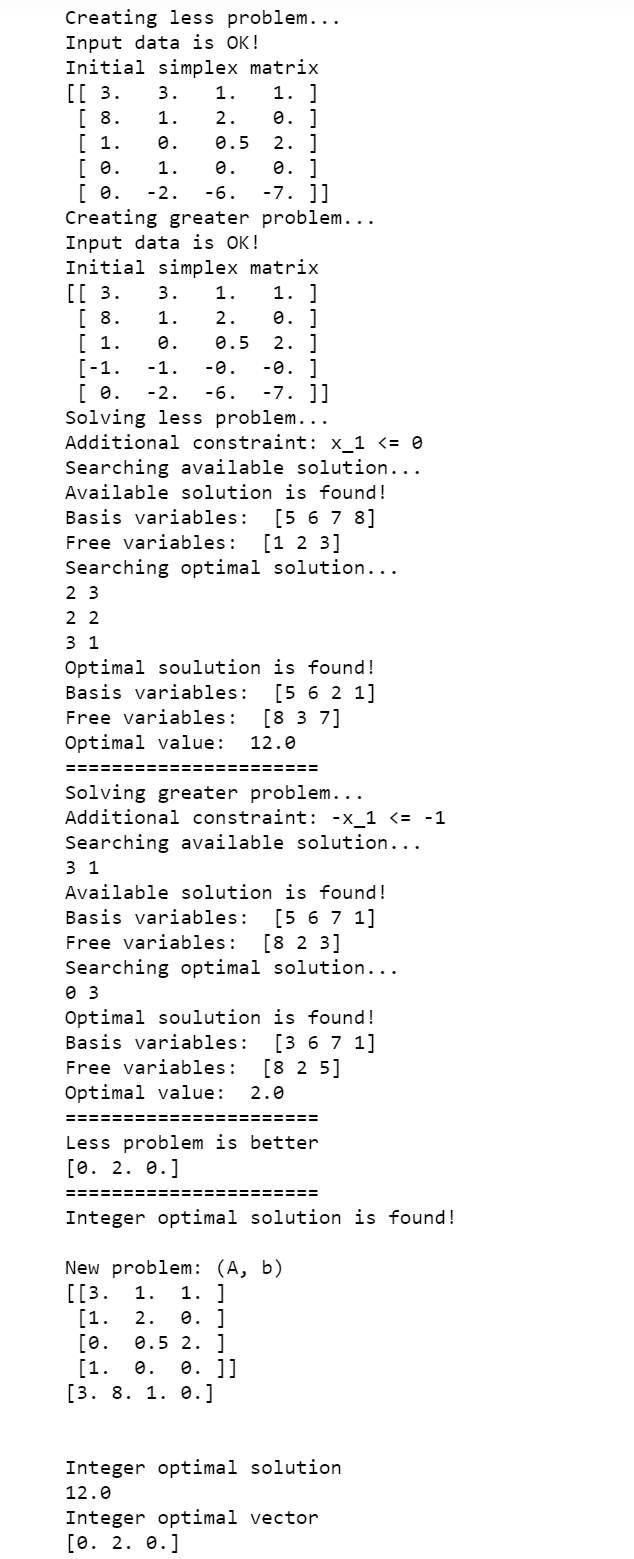 Creating less problem...
Input data is OK!
Initial simplex matrix
[[ 3.   3.   1.   1. ]
 [ 8.   1.   2.   0. ]
 [ 1.   0.   0.5  2. ]
 [ 0.   1.   0.   0. ]
 [ 0.  -2.  -6.  -7. ]]
Creating greater problem...
Input data is OK!
Initial simplex matrix
[[ 3.   3.   1.   1. ]
 [ 8.   1.   2.   0. ]
 [ 1.   0.   0.5  2. ]
 [-1.  -1.  -0.  -0. ]
 [ 0.  -2.  -6.  -7. ]]
Solving less problem...
Additional constraint: x_1 <= 0
Searching available solution...
Available solution is found!
Basis variables:  [5 6 7 8]
Free variables:  [1 2 3]
Searching optimal solution...
2 3
2 2
3 1
Optimal soulution is found!
Basis variables:  [5 6 2 1]
Free variables:  [8 3 7]
Optimal value:  12.0
======================
Solving greater problem...
Additional constraint: -x_1 <= -1
Searching available solution...
3 1
Available solution is found!
Basis variables:  [5 6 7 1]
Free variables:  [8 2 3]
Searching optimal solution...
0 3
Optimal soulution is found!
Basis variables:  [3 6 7 1]
Free variables:  [8 2 5]
Optimal value:  2.0
======================
Less problem is better
[0. 2. 0.]
======================
Integer optimal solution is found!
New problem: (A, b)
[[3.  1.  1. ]
 [1.  2.  0. ]
 [0.  0.5 2. ]
 [1.  0.  0. ]]
[3. 8. 1. 0.]
Integer optimal solution
12.0
Integer optimal vector
[0. 2. 0.]